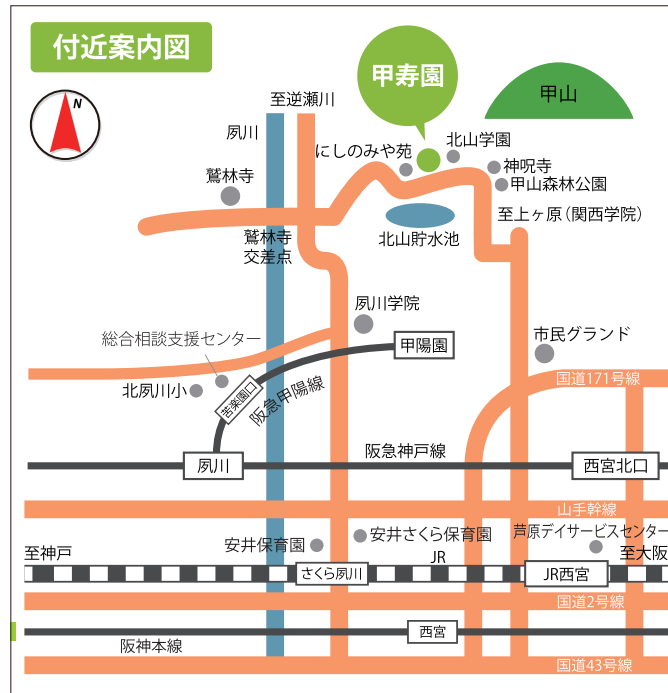 付近案内図
N
甲寿園
甲山
至逆瀬川
夙川
北山学園
にしのみや苑
神呪寺
甲山森林公園
鷲林寺
至上ヶ原（関西学院）
鷲林寺
交差点
北山貯水池
夙川学院
総合相談支援センター
甲陽園
市民グランド
国道171号線
北夙川小
苦楽園口
阪急甲陽線
夙川
阪急神戸線
西宮北口
山手幹線
安井保育園
安井さくら保育園
芦原デイサービスセンター
至神戸
JR
至大阪
さくら夙川
JR西宮
国道2号線
西宮
阪神本線
国道43号線